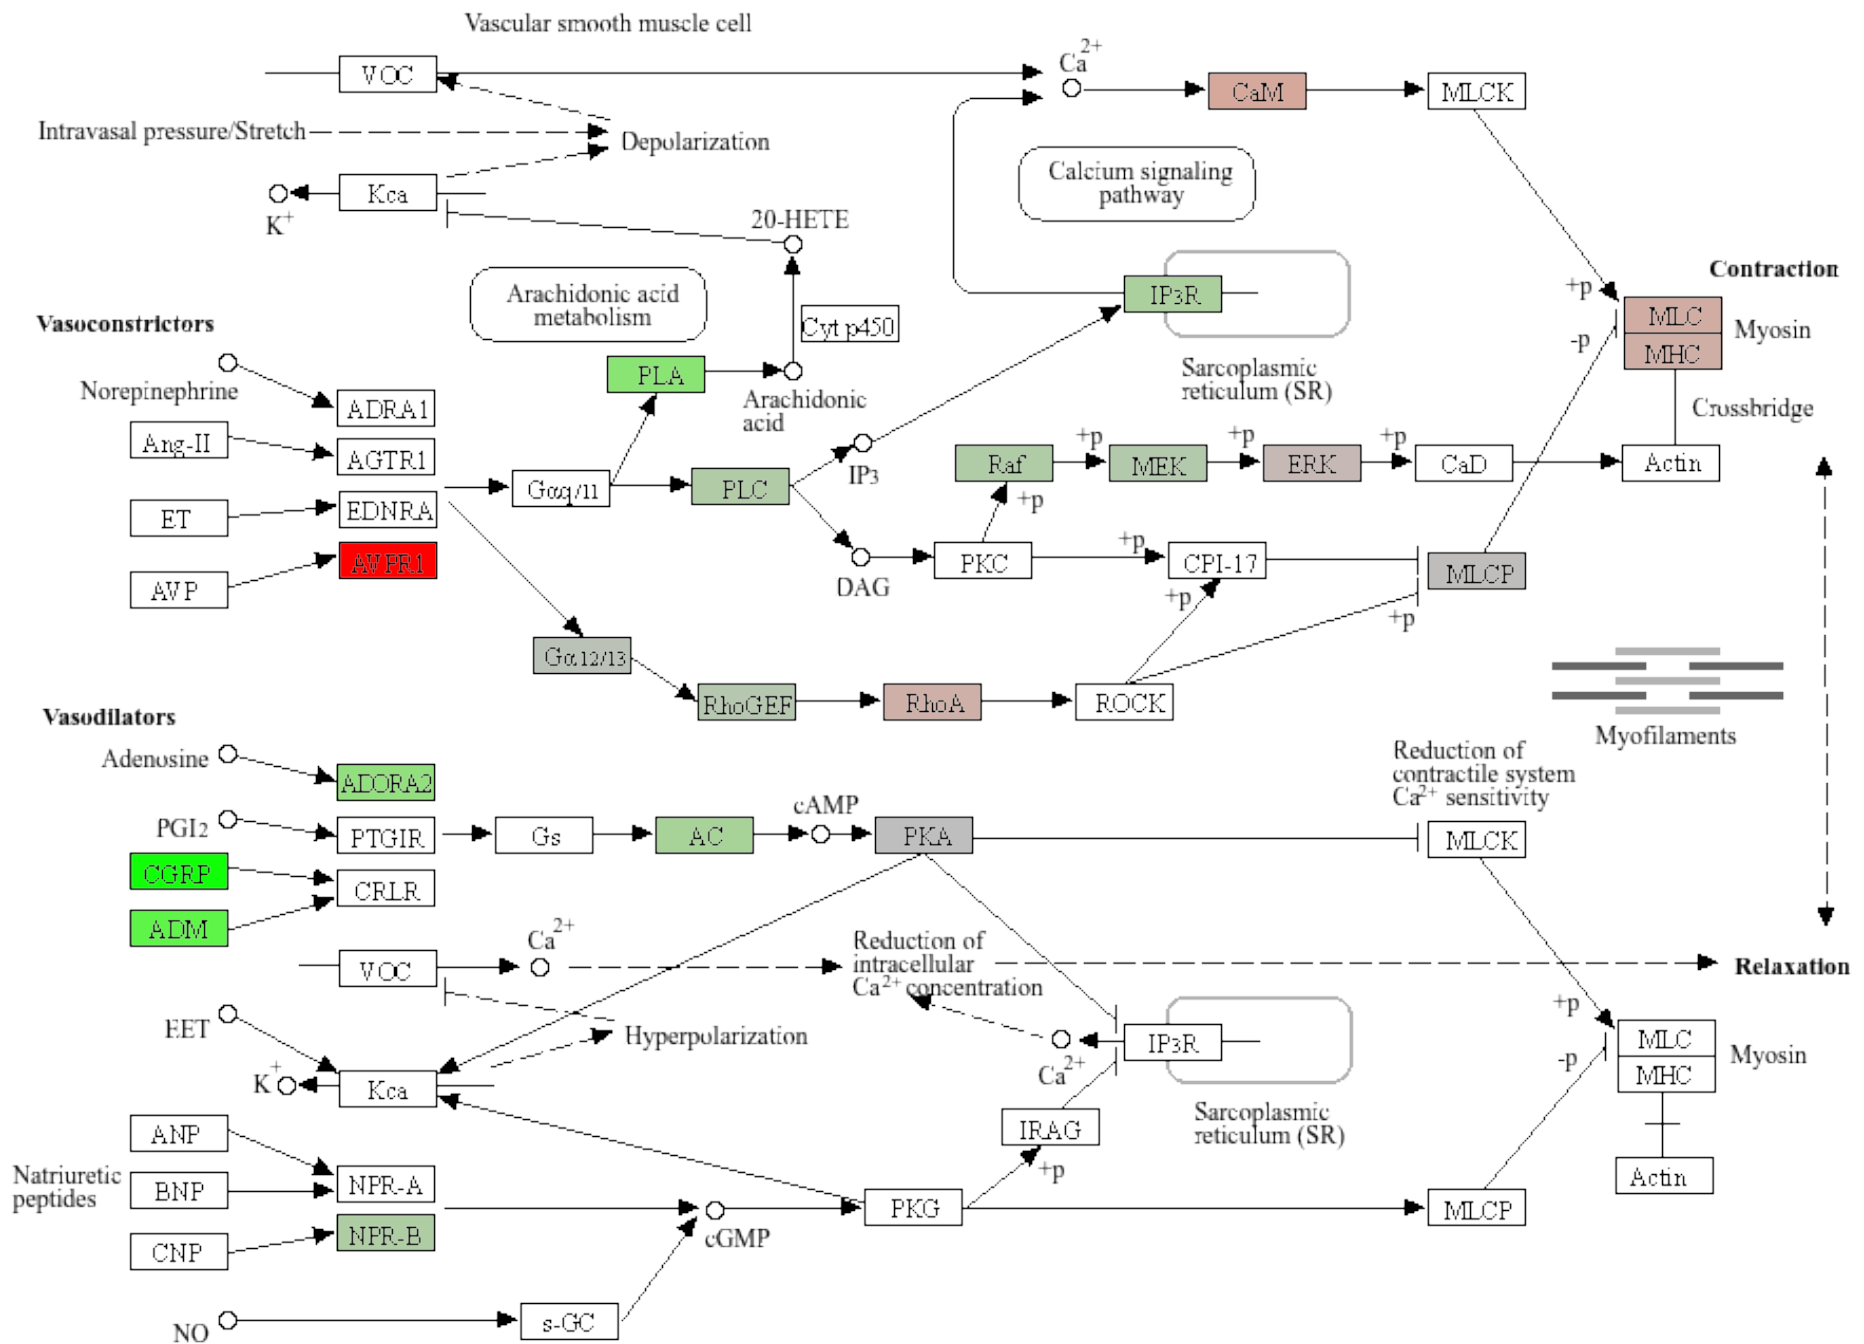 Vascular smooth muscle cell
VOC
Ca2+
CaM
MLCK
Intravasal pressure/Stretch
Depolarization
Kca
K+
20-HETE
Calcium signaling
pathway
Arachidonic acid
metabolism
Cyt p450
IP3R
Sarcoplasmic
reticulum (SR)
Contraction
+p
-p
MLC
MHC
Myosin
Crossbridge
Actin
Vasoconstrictors
Norepinephrine
ADRA1
Ang-II
AGTR1
ET
EDNRA
AVP
AVPR1
PLA
Arachidonic
acid
Gαq/11
PLC
IP3
DAG
Raf
+p
MEK
+p
ERK
+p
CaD
+p
PKC
+p
CPI-17
MLCP
+p
+p
Gα12/13
RhoGEF
RhoA
ROCK
Myofilaments
Vasodilators
Adenosine
ADORA2
PGI2
PTGIR
Gs
AC
cAMP
PKA
Reduction of
contractile system
Ca2+ sensitivity
MLCK
CGRP
CRLR
ADM
VOC
Ca2+
Reduction of
intracellular
Ca2+ concentration
Relaxation
EET
Hyperpolarization
K+
Kca
Ca2+
IP3R
Sarcoplasmic
reticulum (SR)
+p
-p
MLC
MHC
Myosin
Actin
IRAG
+p
Natriuretic
peptides
ANP
BNP
CNP
NPR-A
NPR-B
cGMP
PKG
MLCP
NO
s-GC